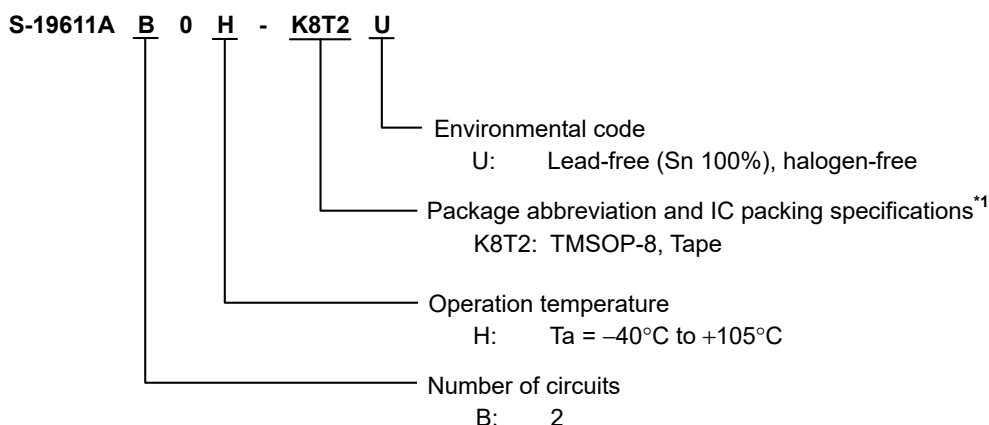 S-19611A B 0 H - K8T2 U
Environmental code
U: Lead-free (Sn 100%), halogen-free
Package abbreviation and IC packing specifications*1
K8T2: TMSOP-8, Tape
Operation temperature
H: Ta = −40°C to +105°C
Number of circuits
B: 2